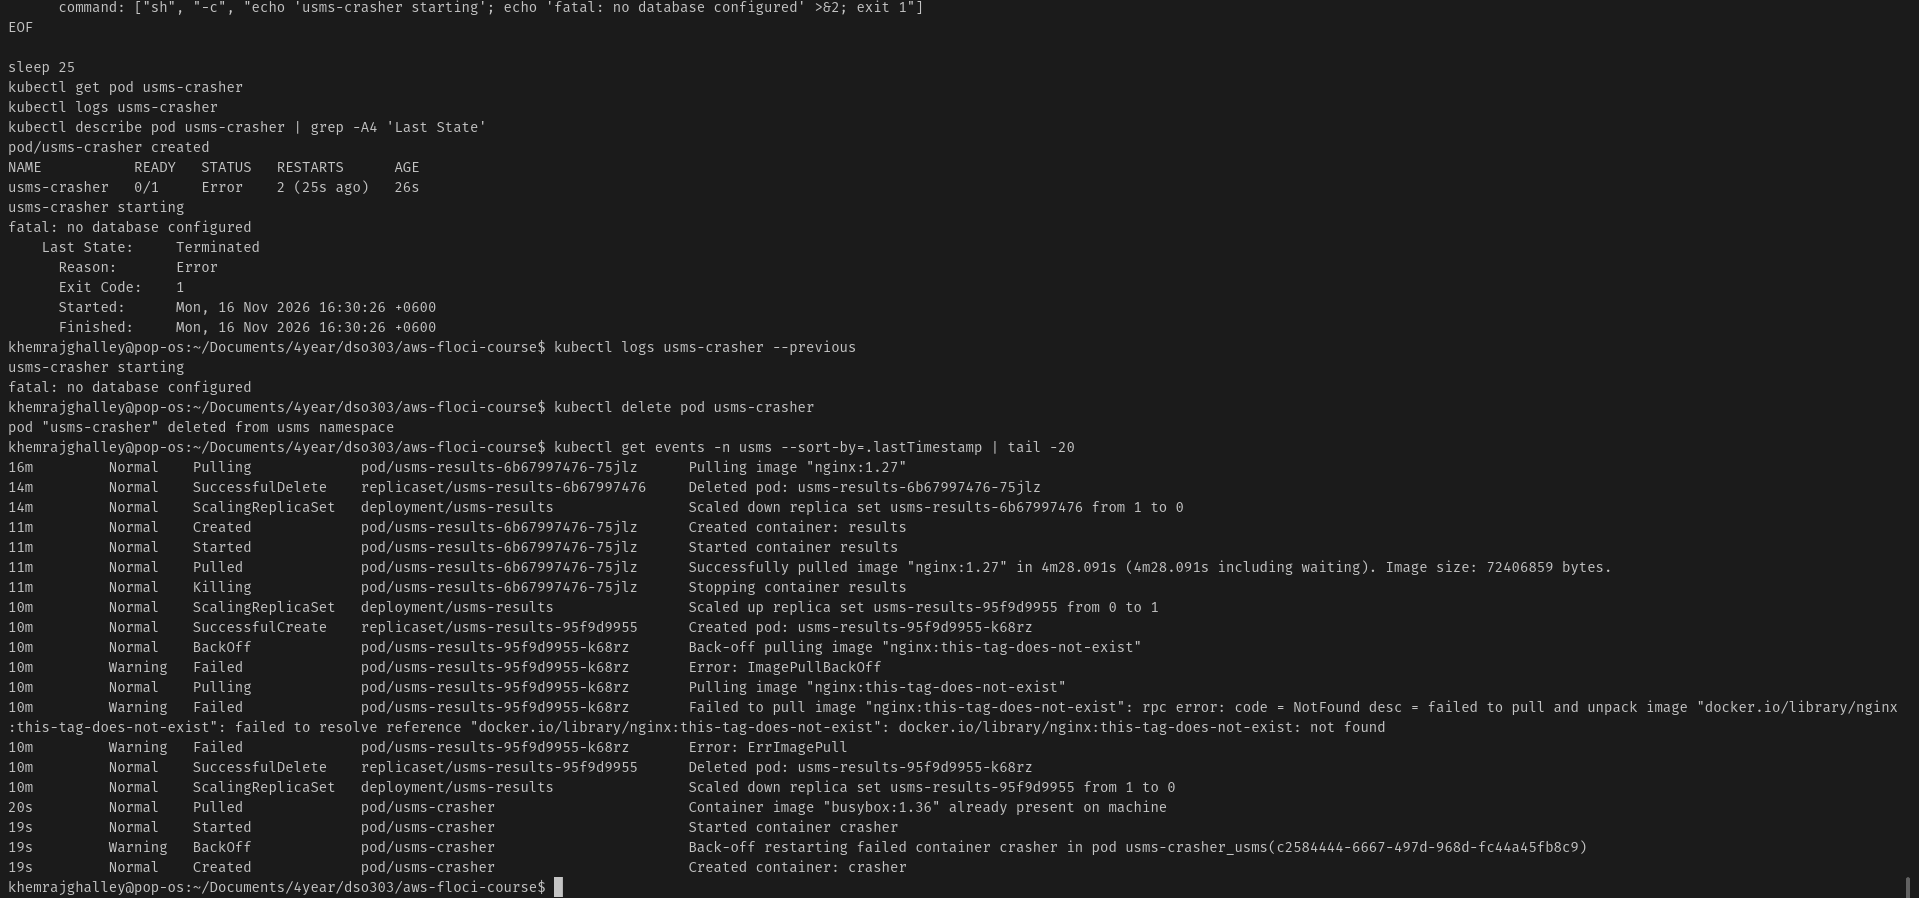 command: ["sh", "-c", "echo 'usms-crasher starting'; echo 'fatal: no database configured' >&2; exit 1"]
EOF

sleep 25
kubectl get pod usms-crasher
kubectl logs usms-crasher
kubectl describe pod usms-crasher | grep -A4 'Last State'
pod/usms-crasher created
NAME           READY   STATUS   RESTARTS      AGE
usms-crasher   0/1     Error    2 (25s ago)   26s
usms-crasher starting
fatal: no database configured
    Last State:     Terminated
      Reason:       Error
      Exit Code:    1
      Started:      Mon, 16 Nov 2026 16:30:26 +0600
      Finished:     Mon, 16 Nov 2026 16:30:26 +0600
khemrajghalley@pop-os:~/Documents/4year/dso303/aws-floci-course$ kubectl logs usms-crasher --previous
usms-crasher starting
fatal: no database configured
khemrajghalley@pop-os:~/Documents/4year/dso303/aws-floci-course$ kubectl delete pod usms-crasher
pod "usms-crasher" deleted from usms namespace
khemrajghalley@pop-os:~/Documents/4year/dso303/aws-floci-course$ kubectl get events -n usms --sort-by=.lastTimestamp | tail -20
16m         Normal    Pulling             pod/usms-results-6b67997476-75jlz      Pulling image "nginx:1.27"
14m         Normal    SuccessfulDelete    replicaset/usms-results-6b67997476     Deleted pod: usms-results-6b67997476-75jlz
14m         Normal    ScalingReplicaSet   deployment/usms-results                Scaled down replica set usms-results-6b67997476 from 1 to 0
11m         Normal    Created             pod/usms-results-6b67997476-75jlz      Created container: results
11m         Normal    Started             pod/usms-results-6b67997476-75jlz      Started container results
11m         Normal    Pulled              pod/usms-results-6b67997476-75jlz      Successfully pulled image "nginx:1.27" in 4m28.091s (4m28.091s including waiting). Image size: 72406859 bytes.
11m         Normal    Killing             pod/usms-results-6b67997476-75jlz      Stopping container results
10m         Normal    ScalingReplicaSet   deployment/usms-results                Scaled up replica set usms-results-95f9d9955 from 0 to 1
10m         Normal    SuccessfulCreate    replicaset/usms-results-95f9d9955      Created pod: usms-results-95f9d9955-k68rz
10m         Normal    BackOff             pod/usms-results-95f9d9955-k68rz       Back-off pulling image "nginx:this-tag-does-not-exist"
10m         Warning   Failed              pod/usms-results-95f9d9955-k68rz       Error: ImagePullBackOff
10m         Normal    Pulling             pod/usms-results-95f9d9955-k68rz       Pulling image "nginx:this-tag-does-not-exist"
10m         Warning   Failed              pod/usms-results-95f9d9955-k68rz       Failed to pull image "nginx:this-tag-does-not-exist": rpc error: code = NotFound desc = failed to pull and unpack image "docker.io/library/nginx
:this-tag-does-not-exist": failed to resolve reference "docker.io/library/nginx:this-tag-does-not-exist": docker.io/library/nginx:this-tag-does-not-exist: not found
10m         Warning   Failed              pod/usms-results-95f9d9955-k68rz       Error: ErrImagePull
10m         Normal    SuccessfulDelete    replicaset/usms-results-95f9d9955      Deleted pod: usms-results-95f9d9955-k68rz
10m         Normal    ScalingReplicaSet   deployment/usms-results                Scaled down replica set usms-results-95f9d9955 from 1 to 0
20s         Normal    Pulled              pod/usms-crasher                       Container image "busybox:1.36" already present on machine
19s         Normal    Started             pod/usms-crasher                       Started container crasher
19s         Warning   BackOff             pod/usms-crasher                       Back-off restarting failed container crasher in pod usms-crasher_usms(c2584444-6667-497d-968d-fc44a45fb8c9)
19s         Normal    Created             pod/usms-crasher                       Created container: crasher
khemrajghalley@pop-os:~/Documents/4year/dso303/aws-floci-course$